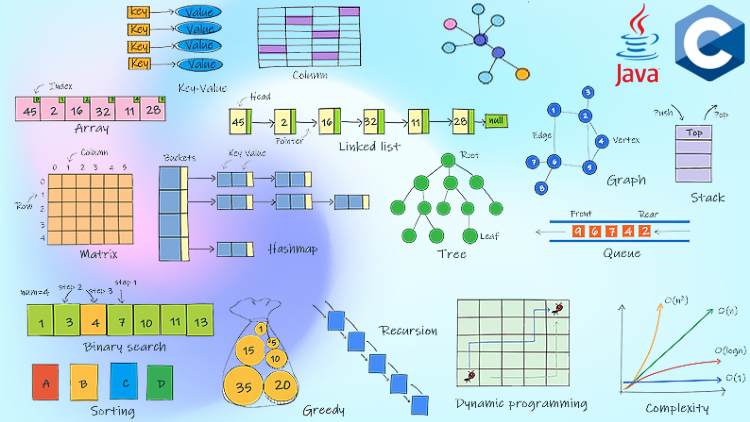 Key Value
Key Value
Key Value
Key Value
Key-Value
Column
Java
C
Index
0 1 2 3 4 5
45 2 16 32 11 28
Array
Head
45 2 16 32 11 28 null
Pointer
Linked list
3
1 2
Edge Vertex
4
7 6 5
8
Graph
Push Pop
Top
Stack
Column
0 1 2 3 4 5
0
1
Row 2
3
4
Matrix
Buckets
Key Value
Hashmap
Root
Leaf
Tree
Front Rear
9 6 7 4 2
Queue
num=4 step 2 step 3 step 1
1 3 4 7 10 11 13
Binary search
A B C D
Sorting
1
5
15 10
35 20
Greedy
Recursion
Dynamic programming
O(n²)
O(n)
O(logn)
O(1)
Complexity